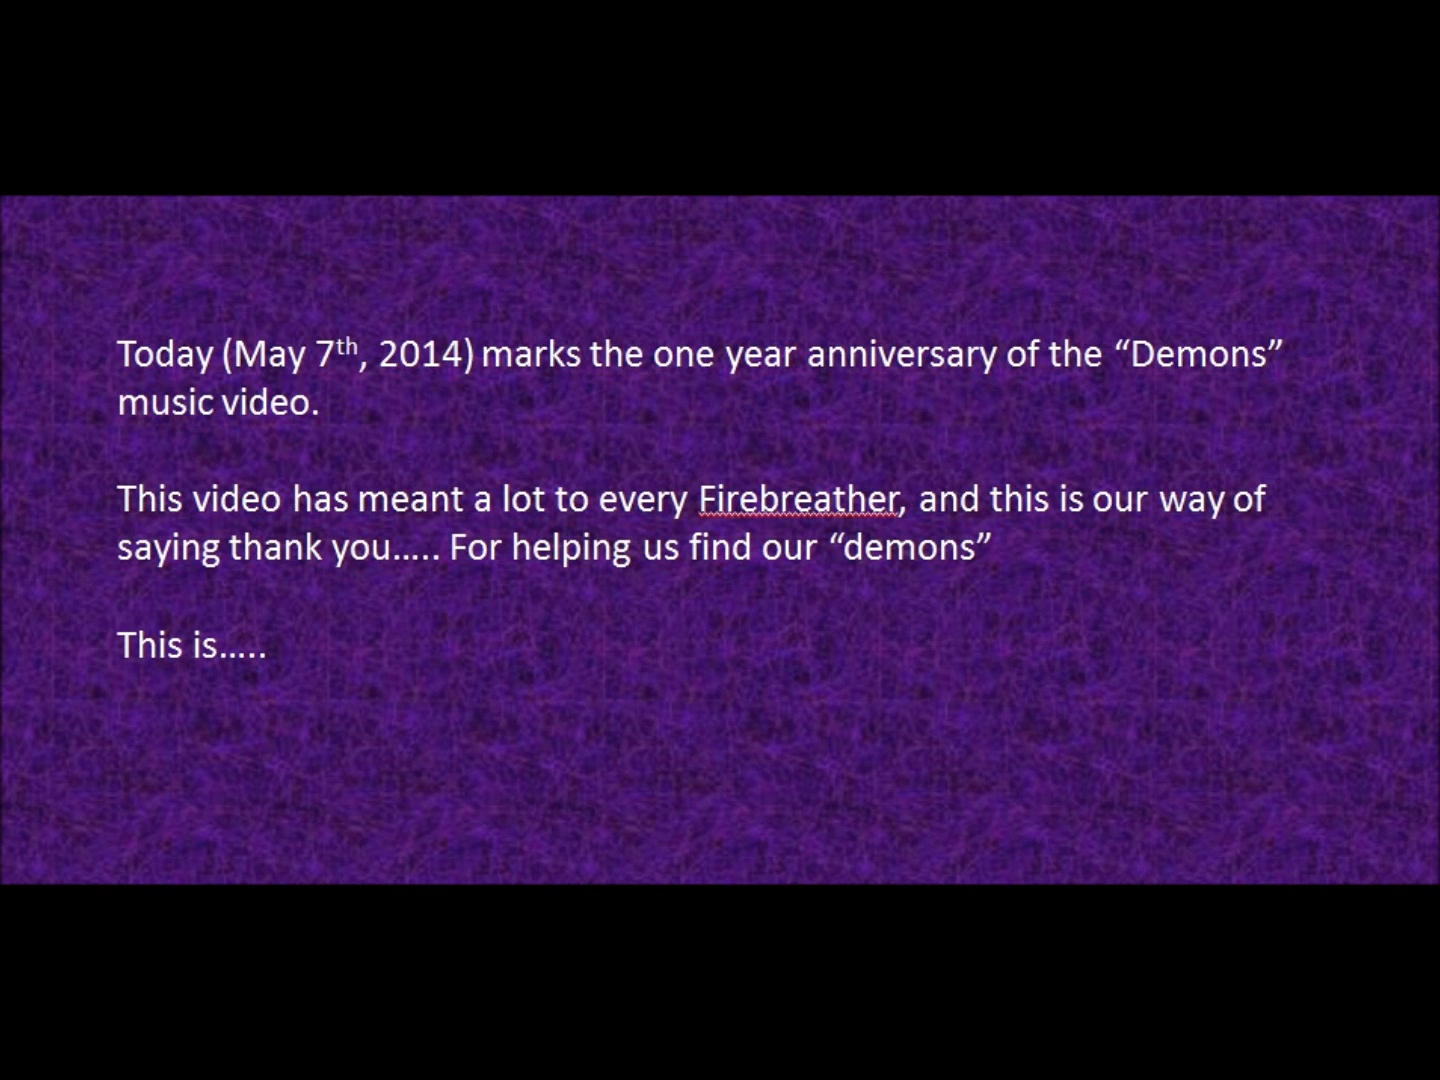 Today (May 7th, 2014) marks the one year anniversary of the “Demons”
music video.
This video has meant a lot to every Firebreather, and this is our way of
saying thank you….. For helping us find our “demons”
This is…..